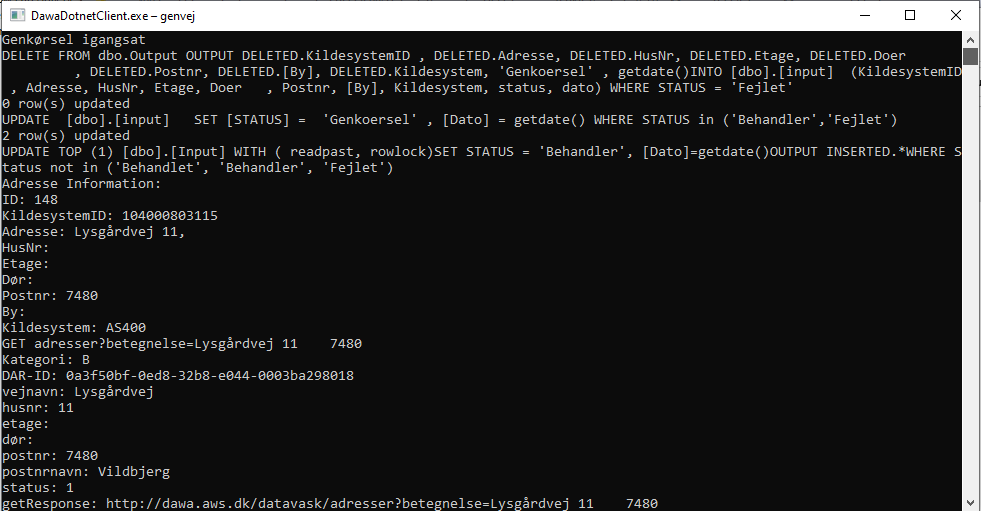 DawaDotnetClient.exe – genvej
Genkørsel igangsat
DELETE FROM dbo.Output OUTPUT DELETED.KildesystemID , DELETED.Adresse, DELETED.HusNr, DELETED.Etage, DELETED.Doer
         , DELETED.Postnr, DELETED.[By], DELETED.Kildesystem, 'Genkoersel' , getdate()INTO [dbo].[input]  (KildesystemID
 , Adresse, HusNr, Etage, Doer   , Postnr, [By], Kildesystem, status, dato) WHERE STATUS = 'Fejlet'
0 row(s) updated
UPDATE  [dbo].[input]   SET [STATUS] =  'Genkoersel' , [Dato] = getdate() WHERE STATUS in ('Behandler','Fejlet')
2 row(s) updated
UPDATE TOP (1) [dbo].[Input] WITH ( readpast, rowlock)SET STATUS = 'Behandler', [Dato]=getdate()OUTPUT INSERTED.*WHERE S
tatus not in ('Behandlet', 'Behandler', 'Fejlet')
Adresse Information:
ID: 148
KildesystemID: 104000803115
Adresse: Lysgårdvej 11,
HusNr:
Etage:
Dør:
Postnr: 7480
By:
Kildesystem: AS400
GET adresser?betegnelse=Lysgårdvej 11    7480
Kategori: B
DAR-ID: 0a3f50bf-0ed8-32b8-e044-0003ba298018
vejnavn: Lysgårdvej
husnr: 11
etage:
dør:
postnr: 7480
postnrnavn: Vildbjerg
status: 1
getResponse: http://dawa.aws.dk/datavask/adresser?betegnelse=Lysgårdvej 11    7480